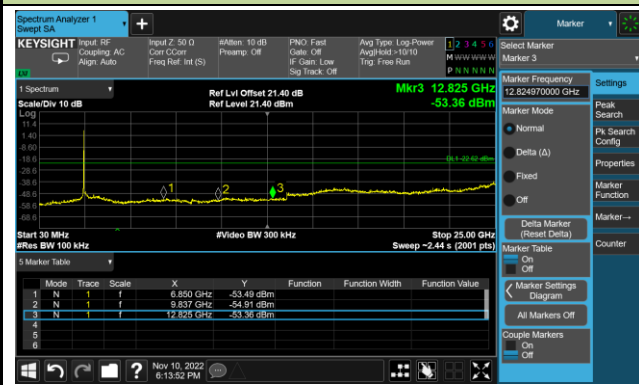 Spectrum Analyzer 1
Swept SA
+
Marker
KEYSIGHT
Input: RF
Coupling: AC
Align: Auto
Input Z: 50 Ω
Corr CCorr
Freq Ref: Int (S)
#Atten: 10 dB
Preamp: Off
PNO: Fast
Gate: Off
IF Gain: Low
Sig Track: Off
Avg Type: Log-Power
Avg|Hold:>10/10
Trig: Free Run
1 2 3 4 5 6
M W W W W W
P N N N N N
Select Marker
Marker 3
1 Spectrum
Scale/Div 10 dB
Log
Ref Lvl Offset 21.40 dB
Ref Level 21.40 dBm
Mkr3 12.825 GHz
-53.36 dBm
11.4
1.40
-8.60
-18.6
-28.6
-38.6
-48.6
-58.6
-68.6
DL1 -22.62 dBm
1
2
3
Start 30 MHz
#Res BW 100 kHz
#Video BW 300 kHz
Stop 25.00 GHz
Sweep ~2.44 s (2001 pts)
5 Marker Table
Mode Trace Scale X Y Function Function Width Function Value
1 N 1 f 6.850 GHz -53.49 dBm
2 N 1 f 9.837 GHz -54.91 dBm
3 N 1 f 12.825 GHz -53.36 dBm
4
5
6
Marker Frequency
12.824970000 GHz
Marker Mode
Normal
Delta (Δ)
Fixed
Off
Delta Marker
(Reset Delta)
Marker Table
On
Off
Marker Settings
Diagram
All Markers Off
Couple Markers
On
Off
Settings
Peak
Search
Pk Search
Config
Properties
Marker
Function
Marker→
Counter
?
Nov 10, 2022
6:13:52 PM